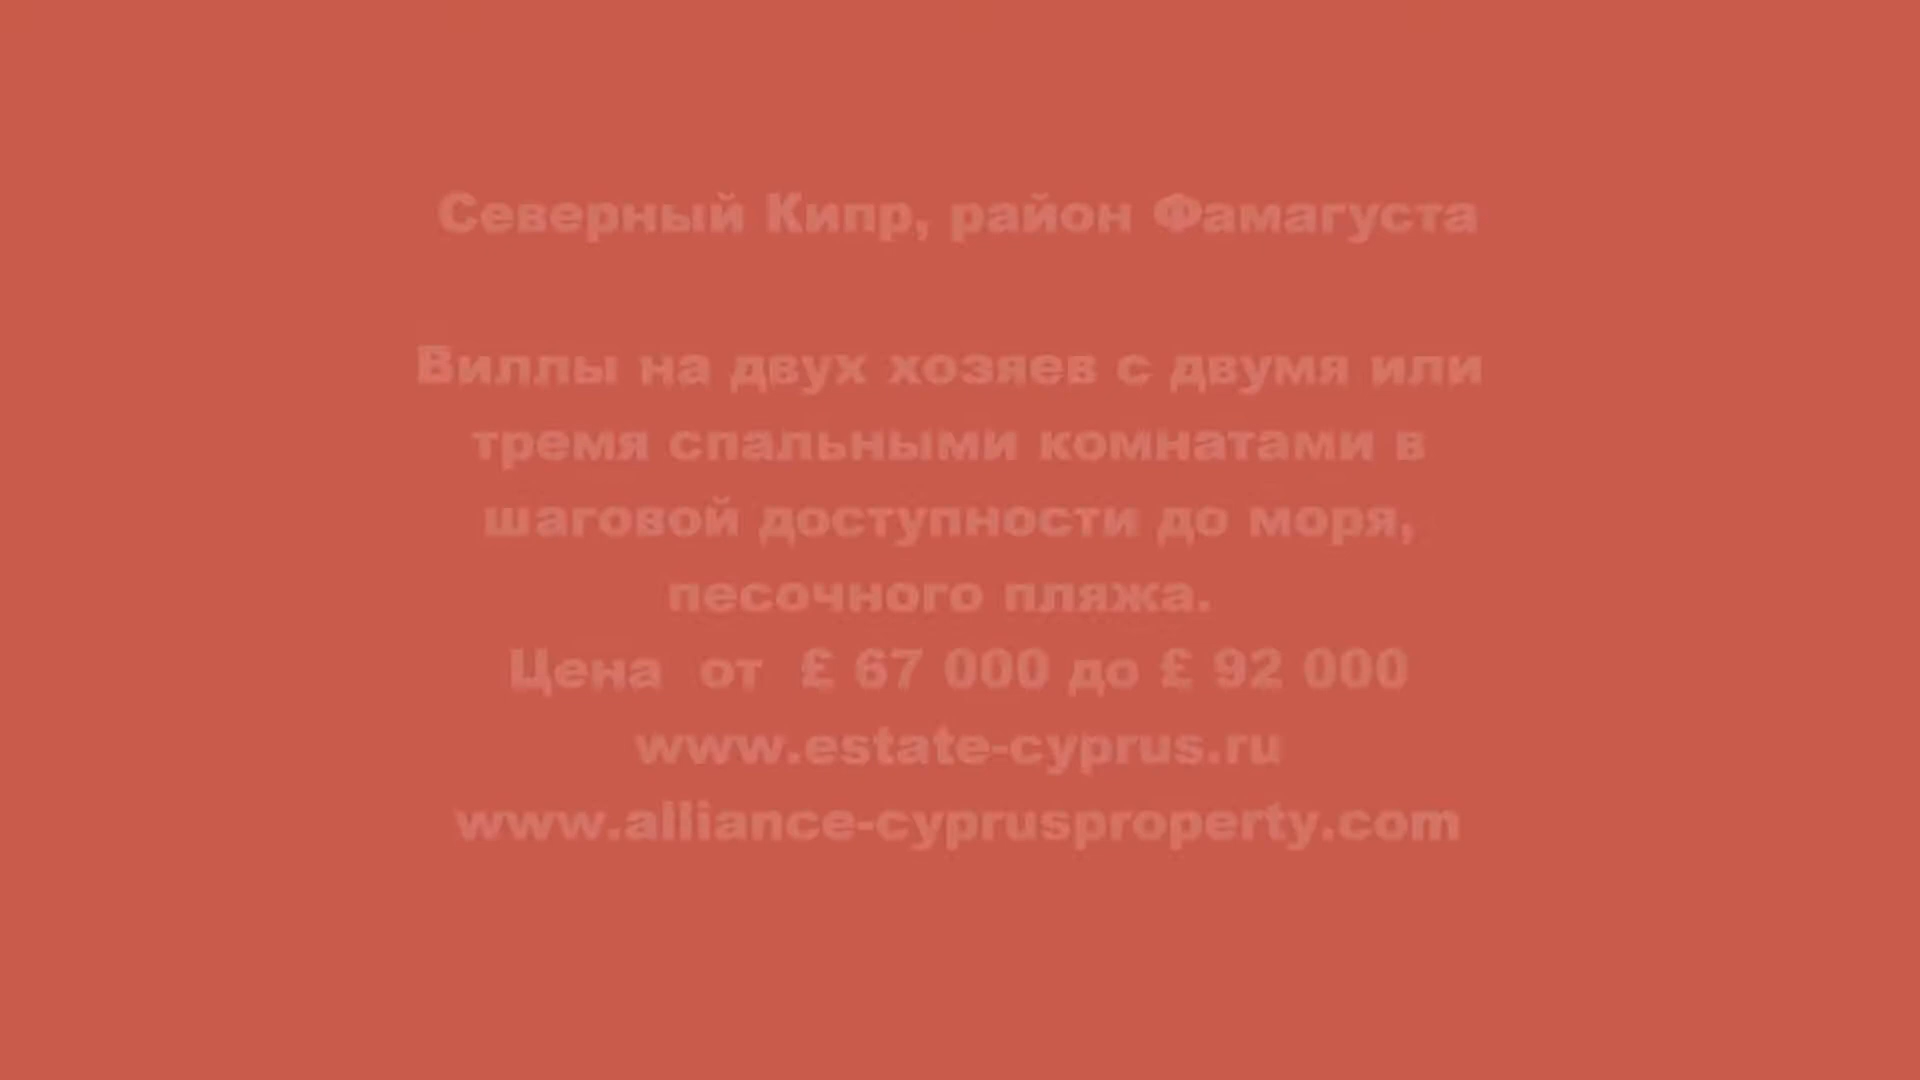 Северный Кипр, район Фамагуста
Виллы на двух хозяев с двумя или
тремя спальными комнатами в
шаговой доступности до моря,
песочного пляжа.
Цена от £ 67 000 до £ 92 000
www.estate-cyprus.ru
www.alliance-cyprusproperty.com